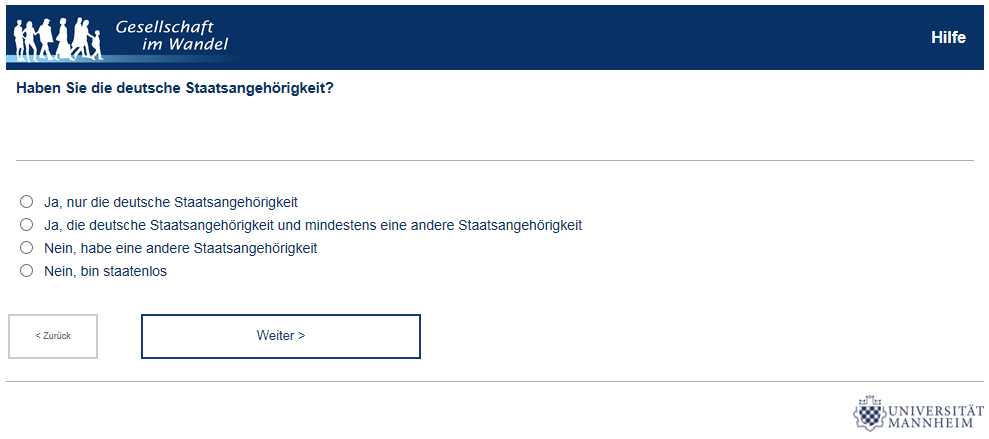 Gesellschaft
im Wandel
Hilfe
Haben Sie die deutsche Staatsangehörigkeit?
Ja, nur die deutsche Staatsangehörigkeit
Ja, die deutsche Staatsangehörigkeit und mindestens eine andere Staatsangehörigkeit
Nein, habe eine andere Staatsangehörigkeit
Nein, bin staatenlos
< Zurück
Weiter >
UNIVERSITÄT
MANNHEIM